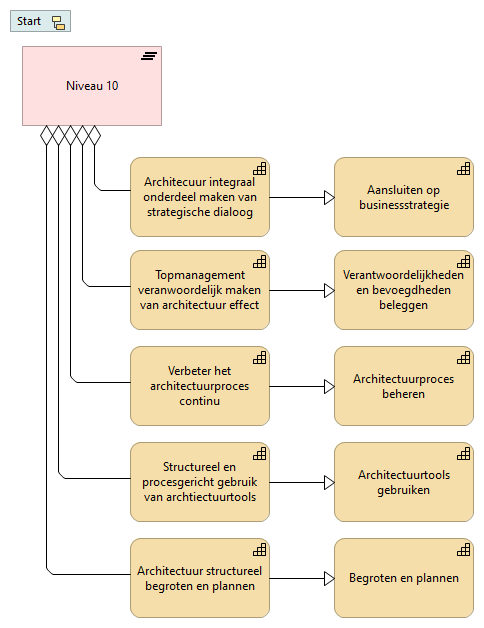 Start
Niveau 10
Architecuur integraal
onderdeel maken van
strategische dialoog
Aansluiten op
businessstrategie
Topmanagement
veranwoordelijk maken
van architectuur effect
Verantwoordelijkheden
en bevoegdheden
beleggen
Verbeter het
architectuurproces
continu
Architectuurproces
beheren
Structureel en
procesgericht gebruik
van archtiectuurtools
Architectuurtools
gebruiken
Architectuur structureel
begroten en plannen
Begroten en plannen